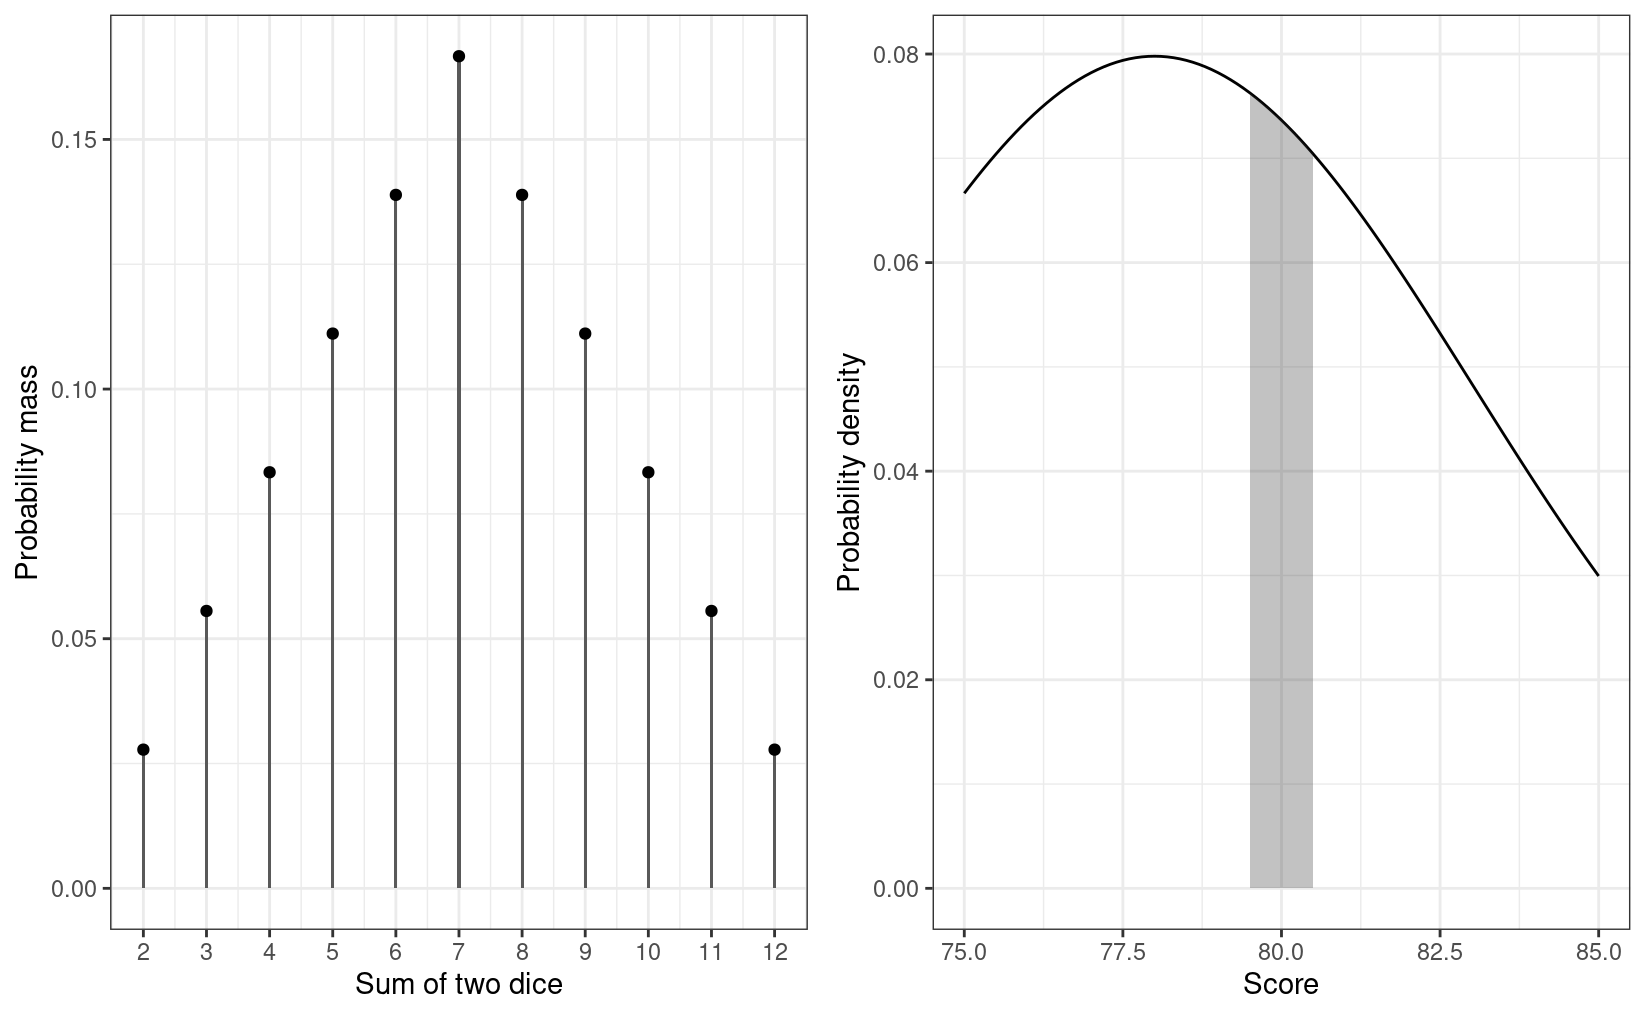 Probability mass
0.15
0.10
0.05
0.00
2 3 4 5 6 7 8 9 10 11 12
Sum of two dice
Probability density
0.08
0.06
0.04
0.02
0.00
75.0 77.5 80.0 82.5 85.0
Score